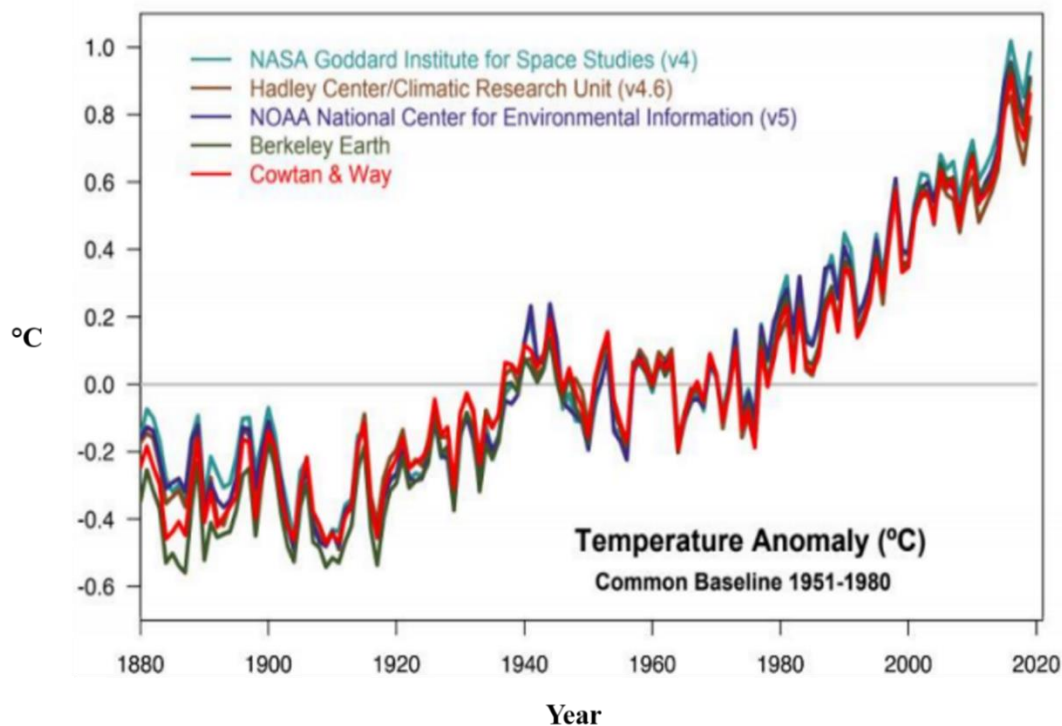 1.0
0.8
0.6
0.4
0.2
0.0
-0.2
-0.4
-0.6
°C
NASA Goddard Institute for Space Studies (v4)
Hadley Center/Climatic Research Unit (v4.6)
NOAA National Center for Environmental Information (v5)
Berkeley Earth
Cowtan & Way
Temperature Anomaly (ºC)
Common Baseline 1951-1980
1880 1900 1920 1940 1960 1980 2000 2020
Year